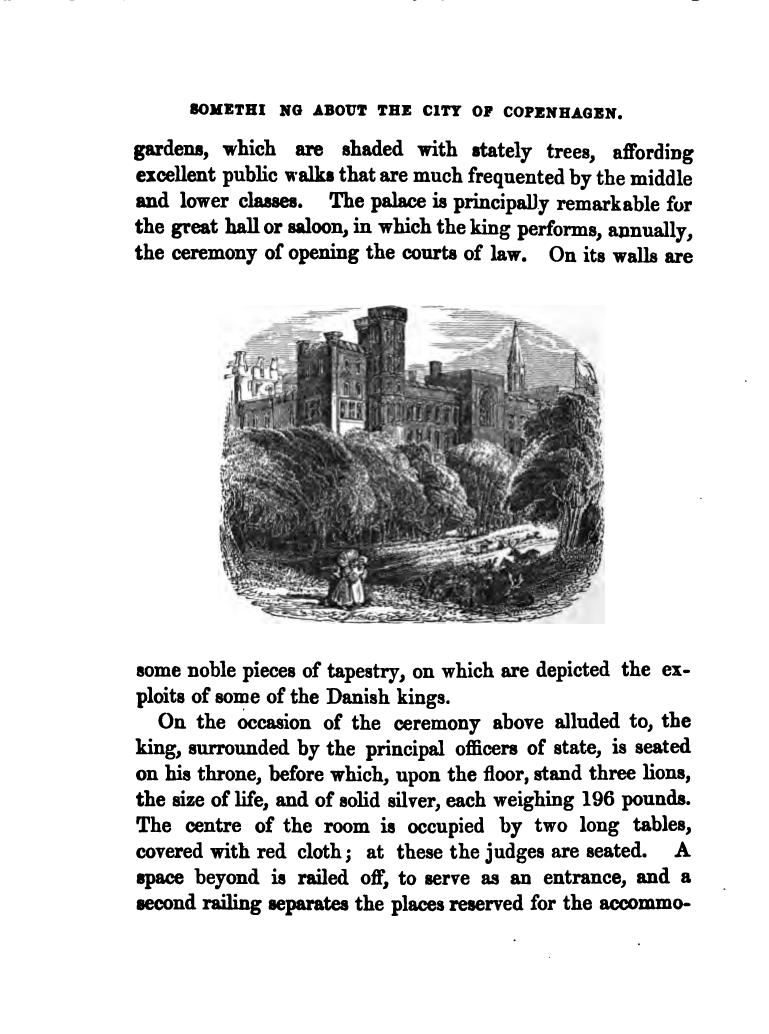 SOMETHI NG ABOUT THE CITY OF COPENHAGEN.
gardens, which are shaded with stately trees, affording
excellent public walks that are much frequented by the middle
and lower classes. The palace is principally remarkable for
the great hall or saloon, in which the king performs, annually,
the ceremony of opening the courts of law. On its walls are
some noble pieces of tapestry, on which are depicted the ex-
ploits of some of the Danish kings.
On the occasion of the ceremony above alluded to, the
king, surrounded by the principal officers of state, is seated
on his throne, before which, upon the floor, stand three lions,
the size of life, and of solid silver, each weighing 196 pounds.
The centre of the room is occupied by two long tables,
covered with red cloth; at these the judges are seated. A
space beyond is railed off, to serve as an entrance, and a
second railing separates the places reserved for the accommo-